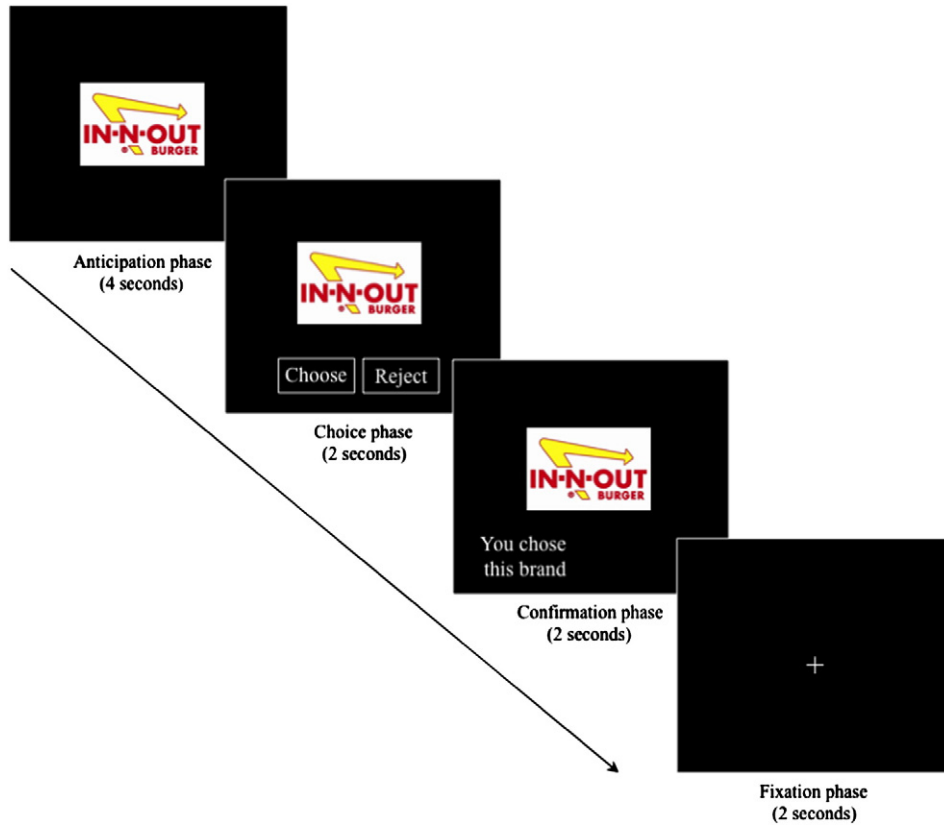 IN-N-OUT
BURGER
Anticipation phase
(4 seconds)
IN-N-OUT
BURGER
Choose Reject
Choice phase
(2 seconds)
IN-N-OUT
BURGER
You chose
this brand
Confirmation phase
(2 seconds)
Fixation phase
(2 seconds)